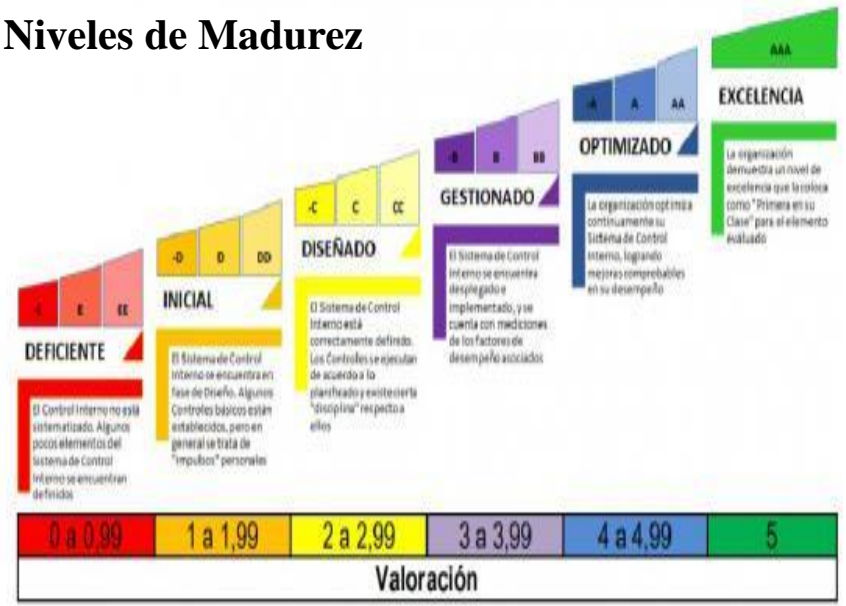 Niveles de Madurez
-E E EE
DEFICIENTE
El Control Interno no está
sistematizado. Algunos
pocos elementos del
Sistema de Control
Interno se encuentran
definidos
-D D DD
INICIAL
El Sistema de Control
Interno se encuentra en
fase de Diseño. Algunos
Controles básicos están
establecidos, pero en
general se trata de
"impulsos" personales
-C C CC
DISEÑADO
El Sistema de Control
Interno está
correctamente definido.
Los Controles se ejecutan
de acuerdo a lo
planificado y existe cierta
"disciplina" respecto a
ellos
-B B BB
GESTIONADO
El Sistema de Control
Interno se encuentra
desplegado e
implementado, y se
cuenta con mediciones
de los factores de
desempeño asociados
-A A AA
OPTIMIZADO
La organización optimiza
continuamente su
Sistema de Control
Interno, logrando
mejoras comprobables
en su desempeño
AAA
EXCELENCIA
La organización
demuestra un nivel de
excelencia que la coloca
como "Primera en su
Clase" para el elemento
evaluado
0 a 0,99 1 a 1,99 2 a 2,99 3 a 3,99 4 a 4,99 5
Valoración